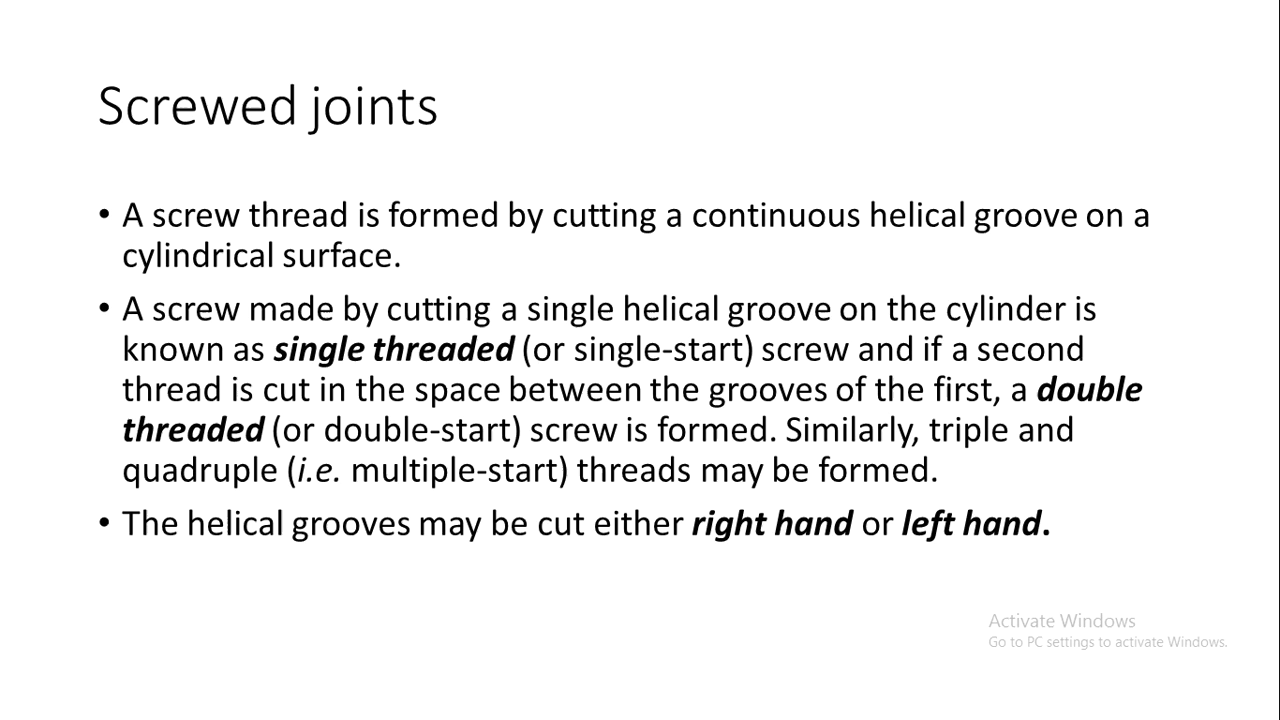 Screwed joints
• A screw thread is formed by cutting a continuous helical groove on a
cylindrical surface.
• A screw made by cutting a single helical groove on the cylinder is
known as single threaded (or single-start) screw and if a second
thread is cut in the space between the grooves of the first, a double
threaded (or double-start) screw is formed. Similarly, triple and
quadruple (i.e. multiple-start) threads may be formed.
• The helical grooves may be cut either right hand or left hand.
Activate Windows
Go to PC settings to activate Windows.